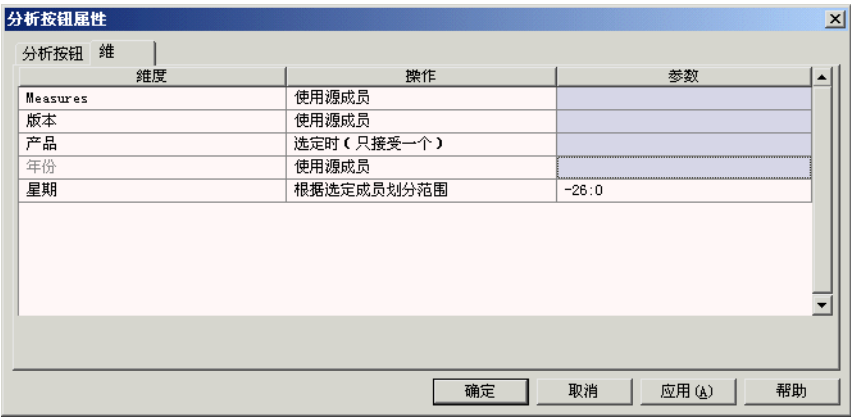 分析按钮属性
分析按钮 维
维度 操作 参数
Measures 使用源成员
版本 使用源成员
产品 选定时(只接受一个)
年份 使用源成员
星期 根据选定成员划分范围 -26:0
确定 取消 应用(A) 帮助